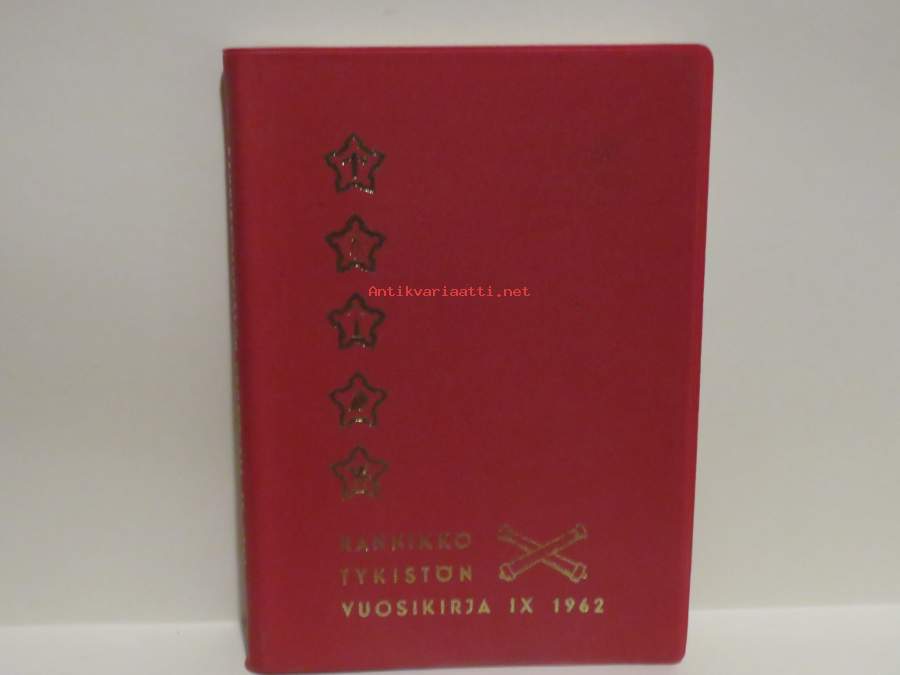 Antikvariaatti.net
RANNIKKO
TYKISTÖN
VUOSIKIRJA IX 1962